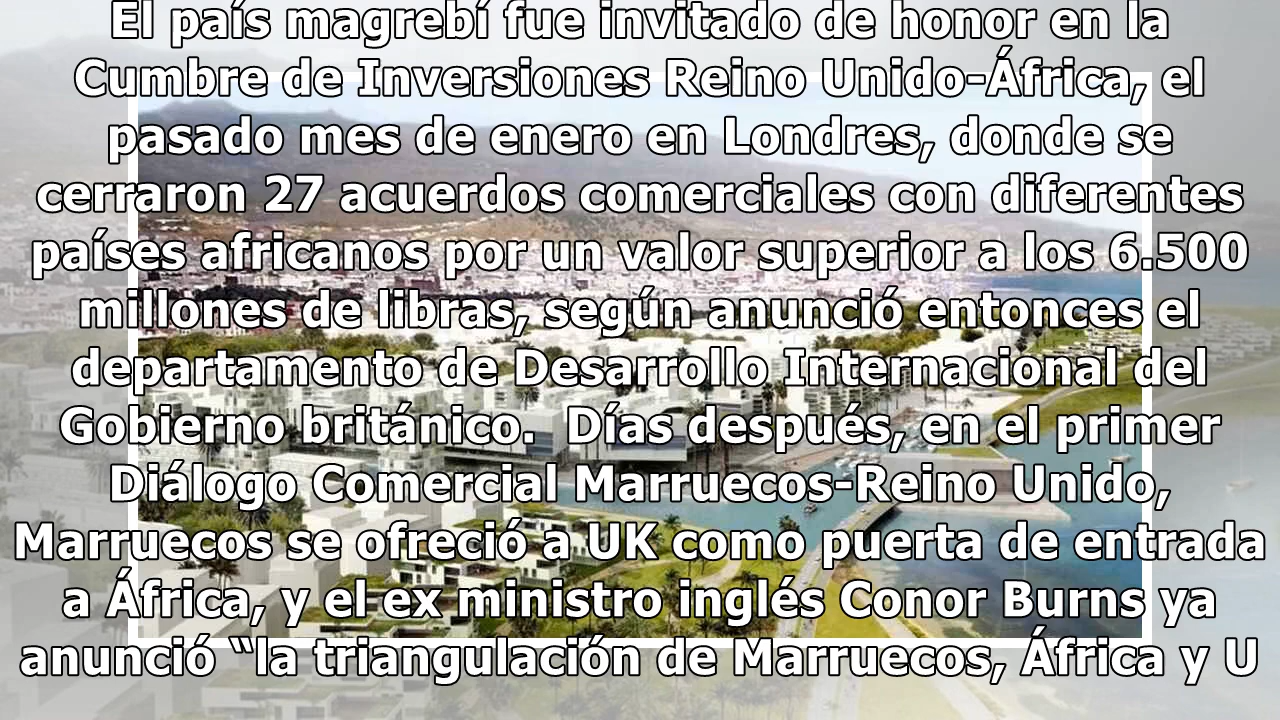 El país magrebí fue invitado de honor en la
Cumbre de Inversiones Reino Unido-África, el
pasado mes de enero en Londres, donde se
cerraron 27 acuerdos comerciales con diferentes
países africanos por un valor superior a los 6.500
millones de libras, según anunció entonces el
departamento de Desarrollo Internacional del
Gobierno británico.  Días después, en el primer
Diálogo Comercial Marruecos-Reino Unido,
Marruecos se ofreció a UK como puerta de entrada
a África, y el ex ministro inglés Conor Burns ya
anunció “la triangulación de Marruecos, África y U